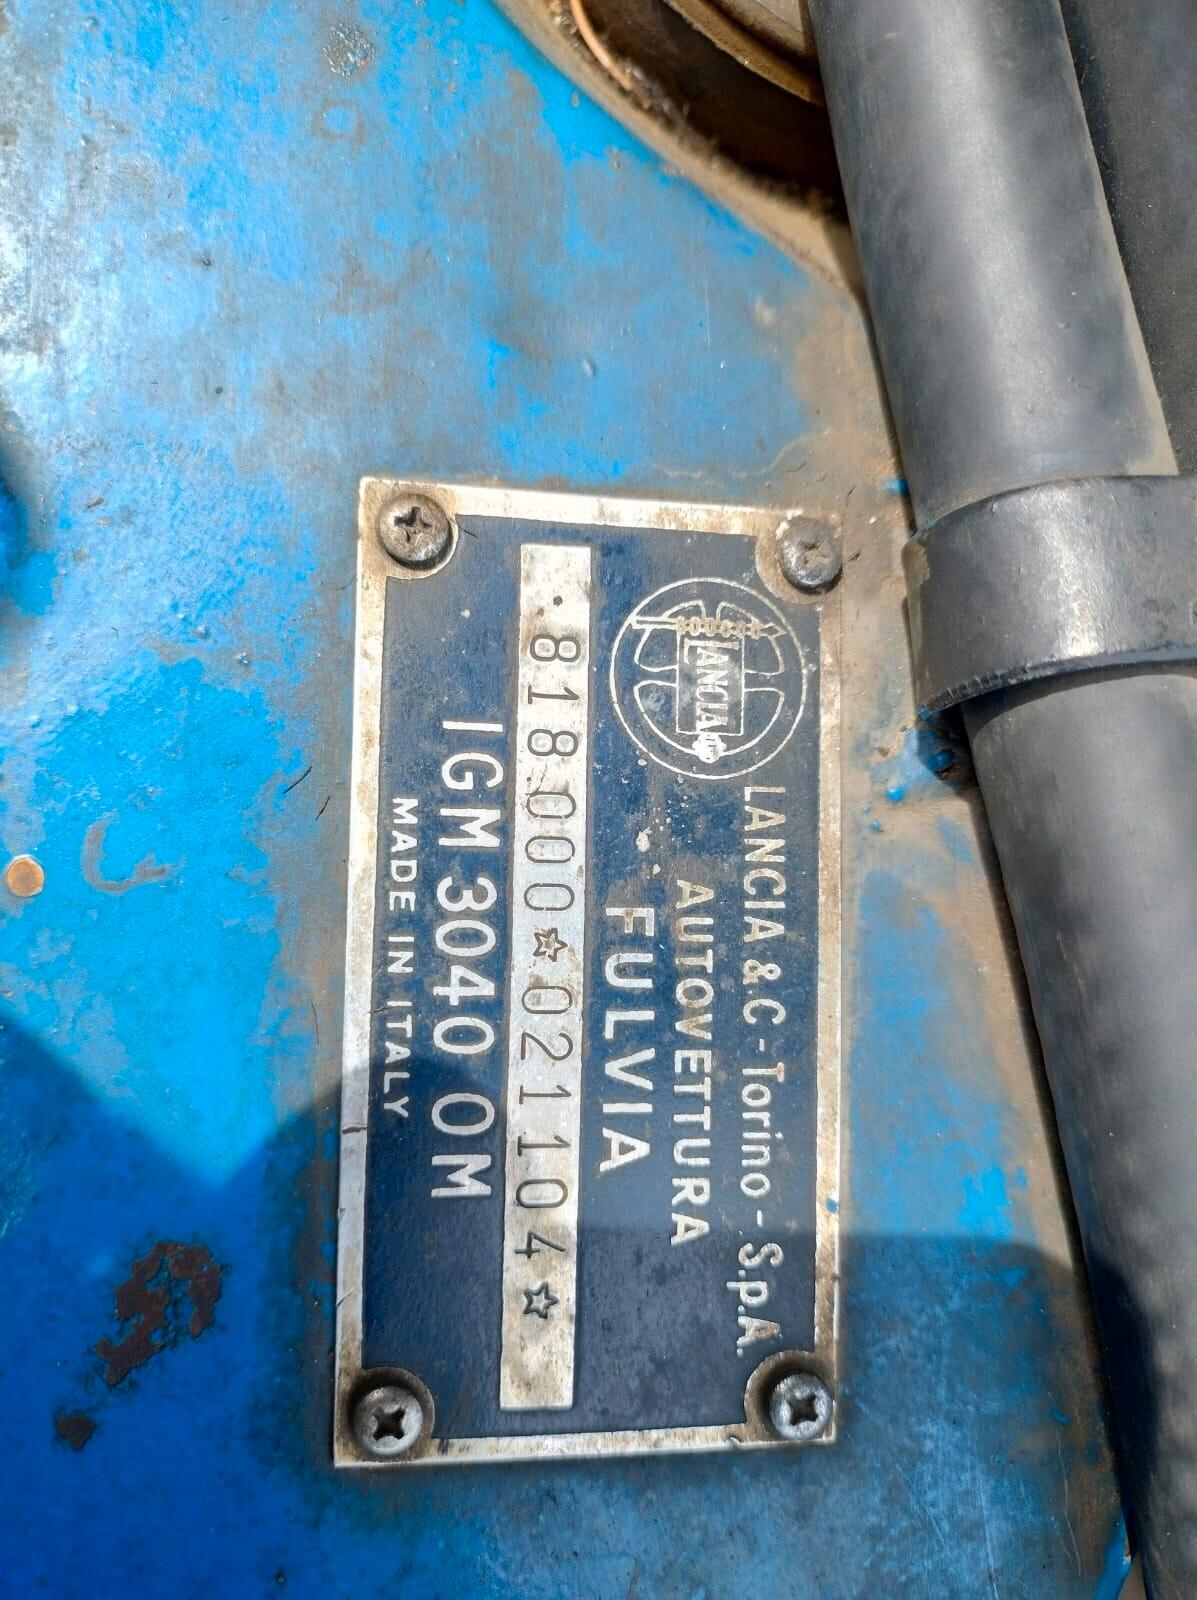 LANCIA
LANCIA & C - Torino - S.p.A.
AUTOVETTURA
FULVIA
818000☆021104☆
IGM 3040 OM
MADE IN ITALY